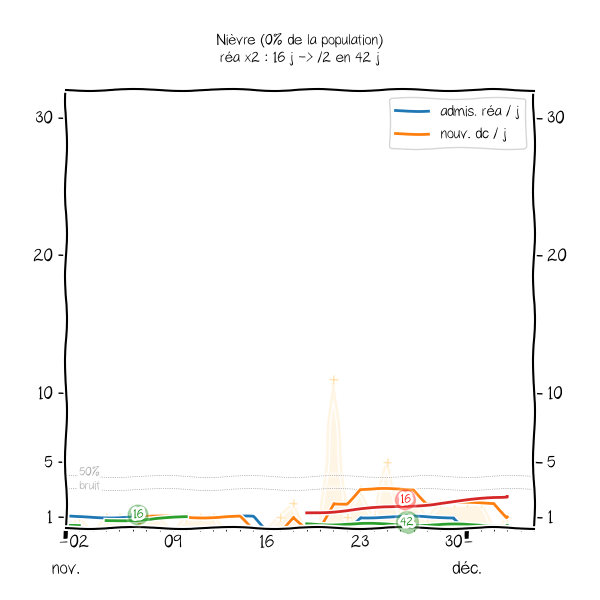 Nièvre (0% de la population)
réa x2 : 16 j -> /2 en 42 j
admis. réa / j
nouv. dc / j
30 30
20 20
10 10
5 5
50%
bruit
16
16
42
1 1
02 09 16 23 30
nov. déc.